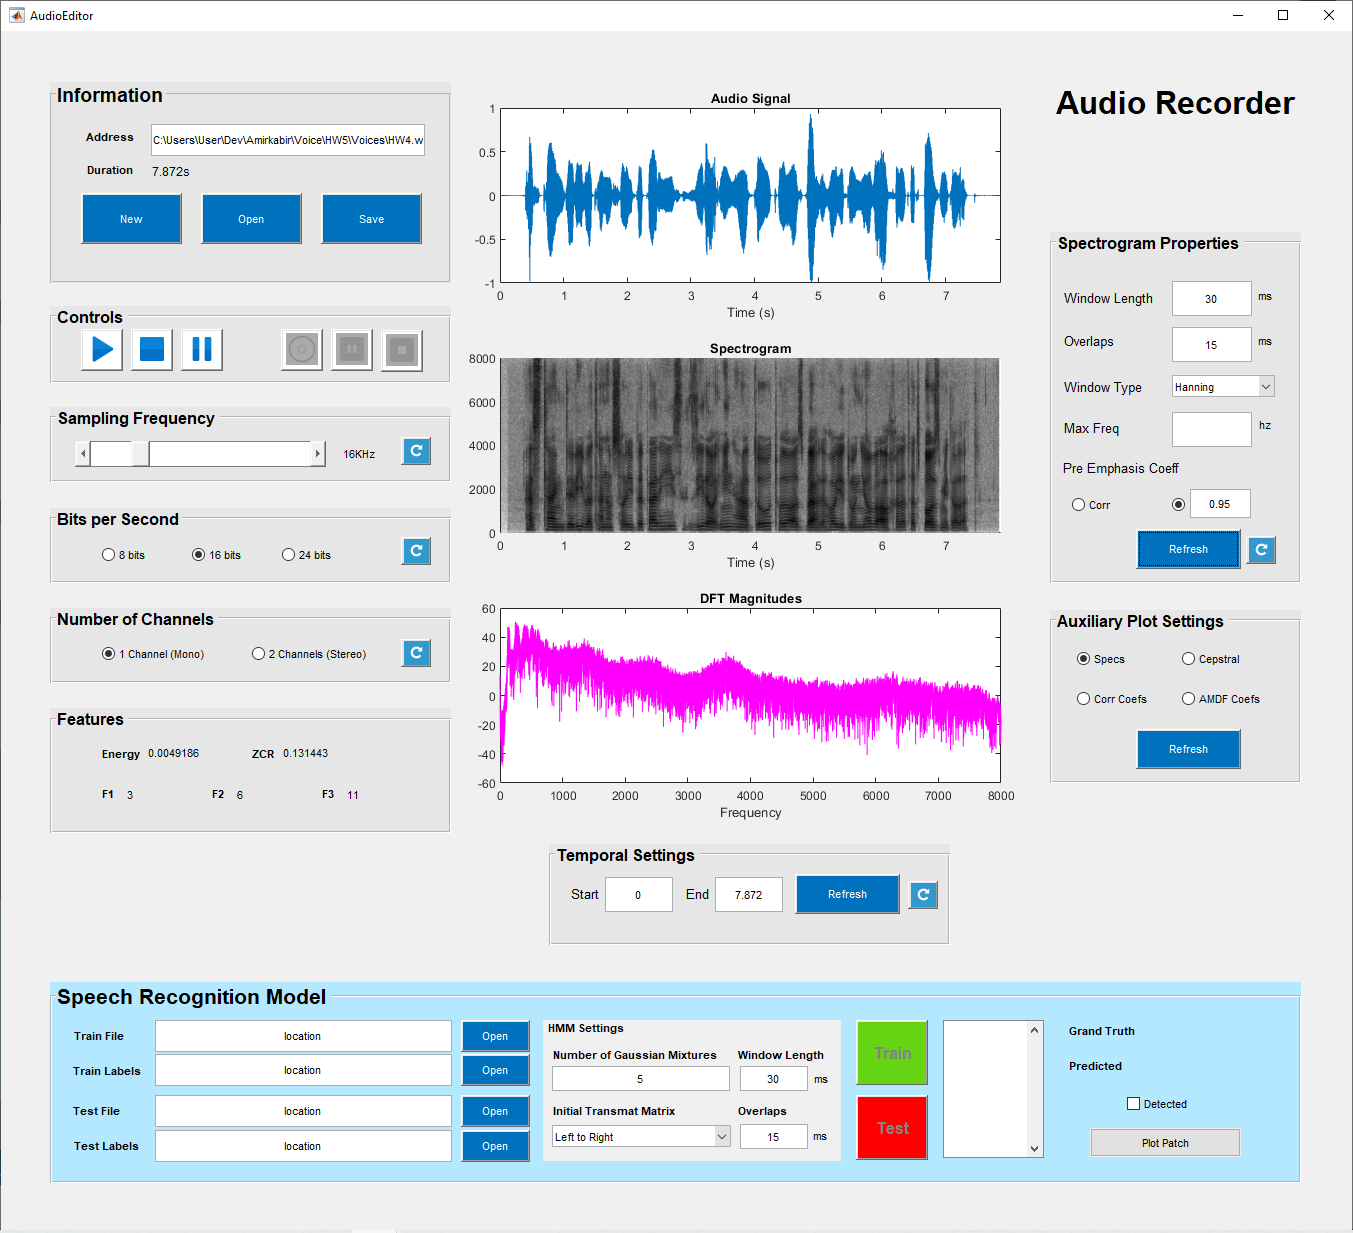 AudioEditor
Information
Address C:\Users\User\Dev\Amirkabir\Voice\HW5\Voices\HW4.w
Duration 7.872s
New Open Save
Controls
Sampling Frequency
16KHz
Bits per Second
8 bits 16 bits 24 bits
Number of Channels
1 Channel (Mono) 2 Channels (Stereo)
Features
Energy 0.0049186 ZCR 0.131443
F1 3 F2 6 F3 11
Audio Signal
1
0.5
0
-0.5
-1
0 1 2 3 4 5 6 7
Time (s)
Spectrogram
8000
6000
4000
2000
0
0 1 2 3 4 5 6 7
Time (s)
DFT Magnitudes
60
40
20
0
-20
-40
-60
0 1000 2000 3000 4000 5000 6000 7000 8000
Frequency
Temporal Settings
Start 0 End 7.872 Refresh
Audio Recorder
Spectrogram Properties
Window Length 30 ms
Overlaps 15 ms
Window Type Hanning
Max Freq hz
Pre Emphasis Coeff
Corr 0.95
Refresh
Auxiliary Plot Settings
Specs Cepstral
Corr Coefs AMDF Coefs
Refresh
Speech Recognition Model
Train File location Open
Train Labels location Open
Test File location Open
Test Labels location Open
HMM Settings
Number of Gaussian Mixtures Window Length
5 30 ms
Initial Transmat Matrix Overlaps
Left to Right 15 ms
Train
Test
Grand Truth
Predicted
Detected
Plot Patch